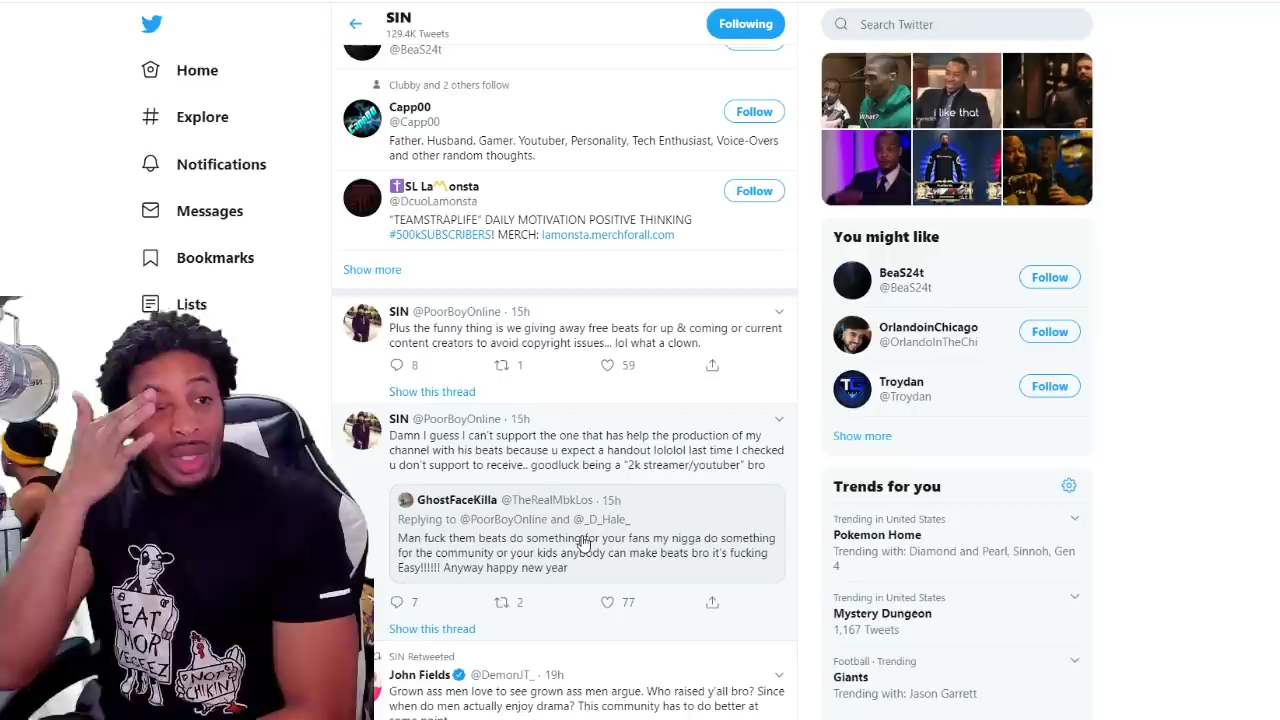 SIN
129.4K Tweets
Following
Search Twitter
Home
Explore
Notifications
Messages
Bookmarks
Lists
@BeaS24t
Clubby and 2 others follow
Capp00
@Capp00
Follow
Father. Husband. Gamer. Youtuber, Personality, Tech Enthusiast, Voice-Overs
and other random thoughts.
SL La onsta
@DcuoLamonsta
Follow
"TEAMSTRAPLIFE" DAILY MOTIVATION POSITIVE THINKING
#500kSUBSCRIBERS! MERCH: lamonsta.merchforall.com
Show more
SIN @PoorBoyOnline · 15h
Plus the funny thing is we giving away free beats for up & coming or current
content creators to avoid copyright issues... lol what a clown.
8 1 59
Show this thread
SIN @PoorBoyOnline · 15h
Damn I guess I can't support the one that has help the production of my
channel with his beats because u expect a handout lololol last time I checked
u don't support to receive.. goodluck being a "2k streamer/youtuber" bro
GhostFaceKilla @TheRealMbkLos · 15h
Replying to @PoorBoyOnline and @_D_Hale_
Man fuck them beats do something for your fans my nigga do something
for the community or your kids anybody can make beats bro it's fucking
Easy!!!!!! Anyway happy new year
7 2 77
Show this thread
SIN Retweeted
John Fields @DemonJT_ · 19h
Grown ass men love to see grown ass men argue. Who raised y'all bro? Since
when do men actually enjoy drama? This community has to do better at
What?
i like that
You might like
BeaS24t
@BeaS24t
Follow
OrlandoinChicago
@OrlandoInTheChi
Follow
Troydan
@Troydan
Follow
Show more
Trends for you
Trending in United States
Pokemon Home
Trending with: Diamond and Pearl, Sinnoh, Gen
4
Trending in United States
Mystery Dungeon
1,167 Tweets
Football · Trending
Giants
Trending with: Jason Garrett
EAT
MOR
NOT
CHIKIN